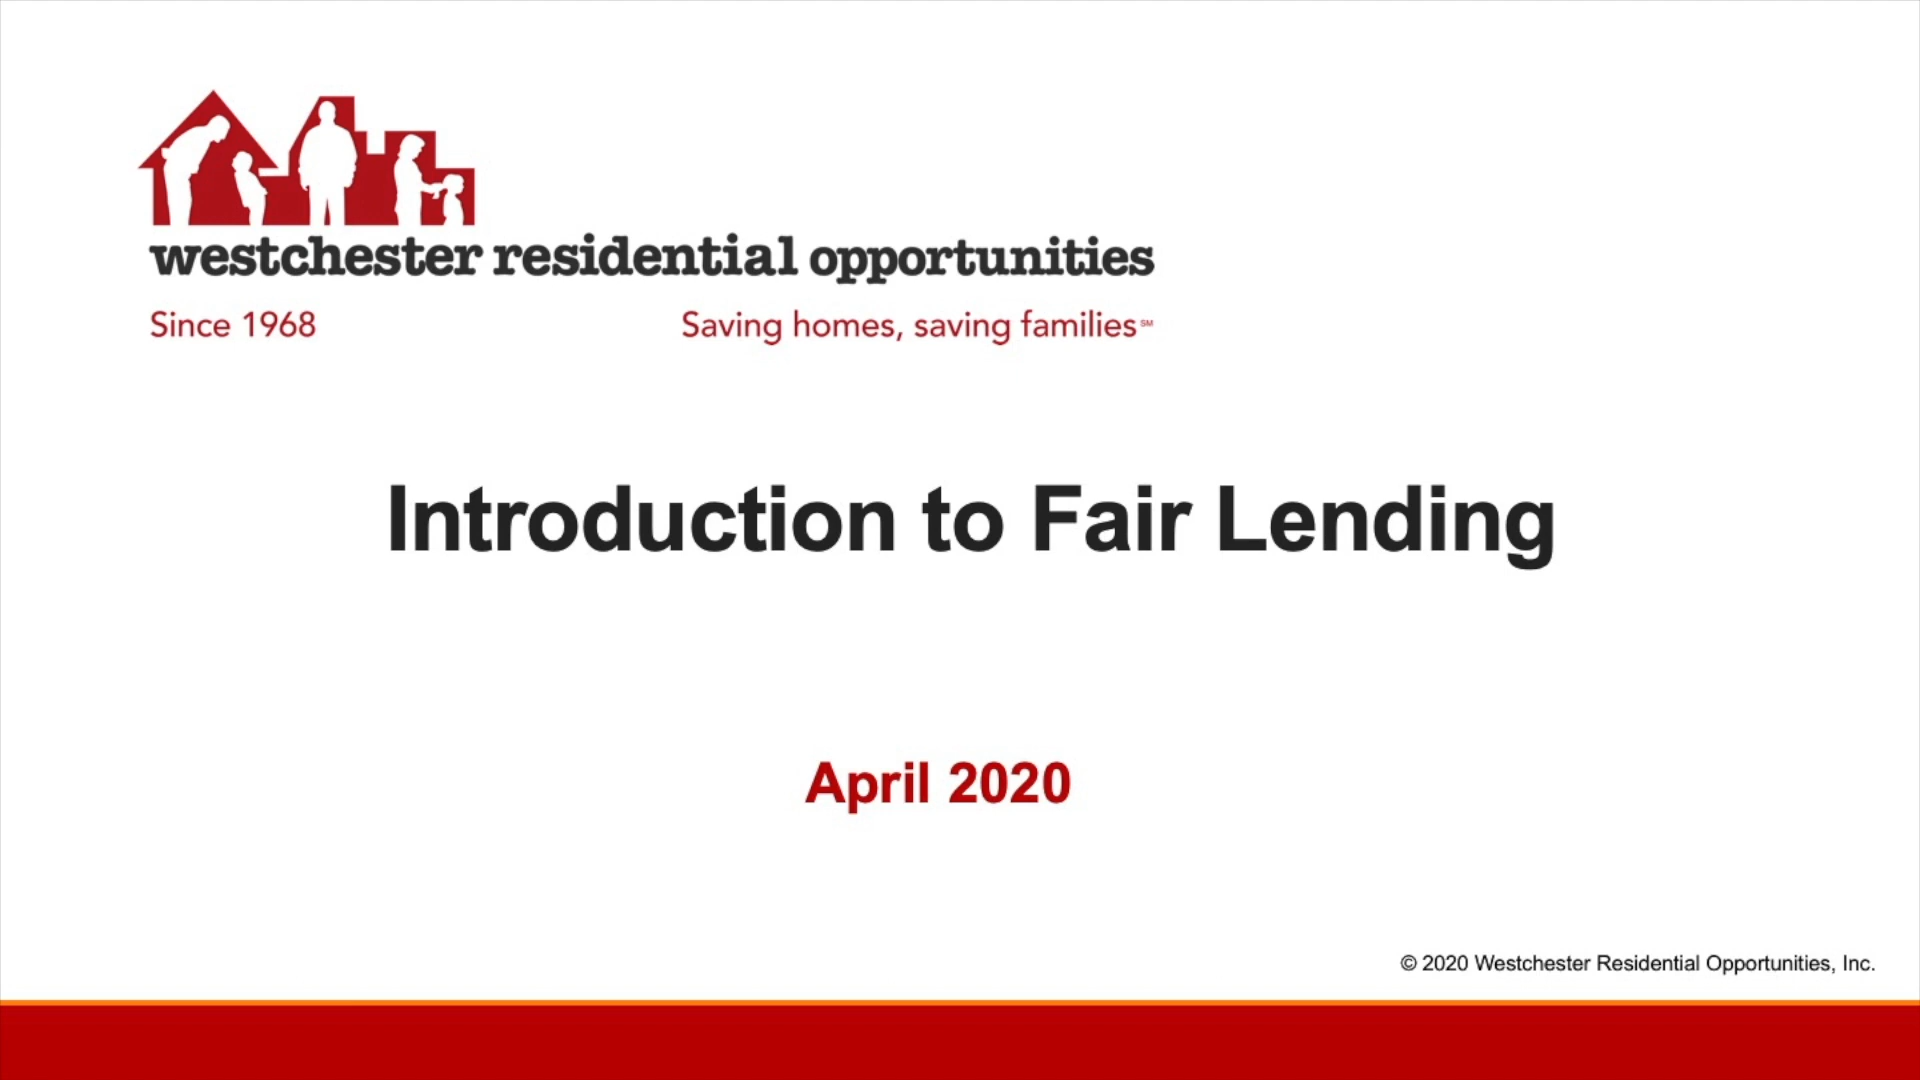 westchester residential opportunities
Since 1968 Saving homes, saving families℠
Introduction to Fair Lending
April 2020
© 2020 Westchester Residential Opportunities, Inc.